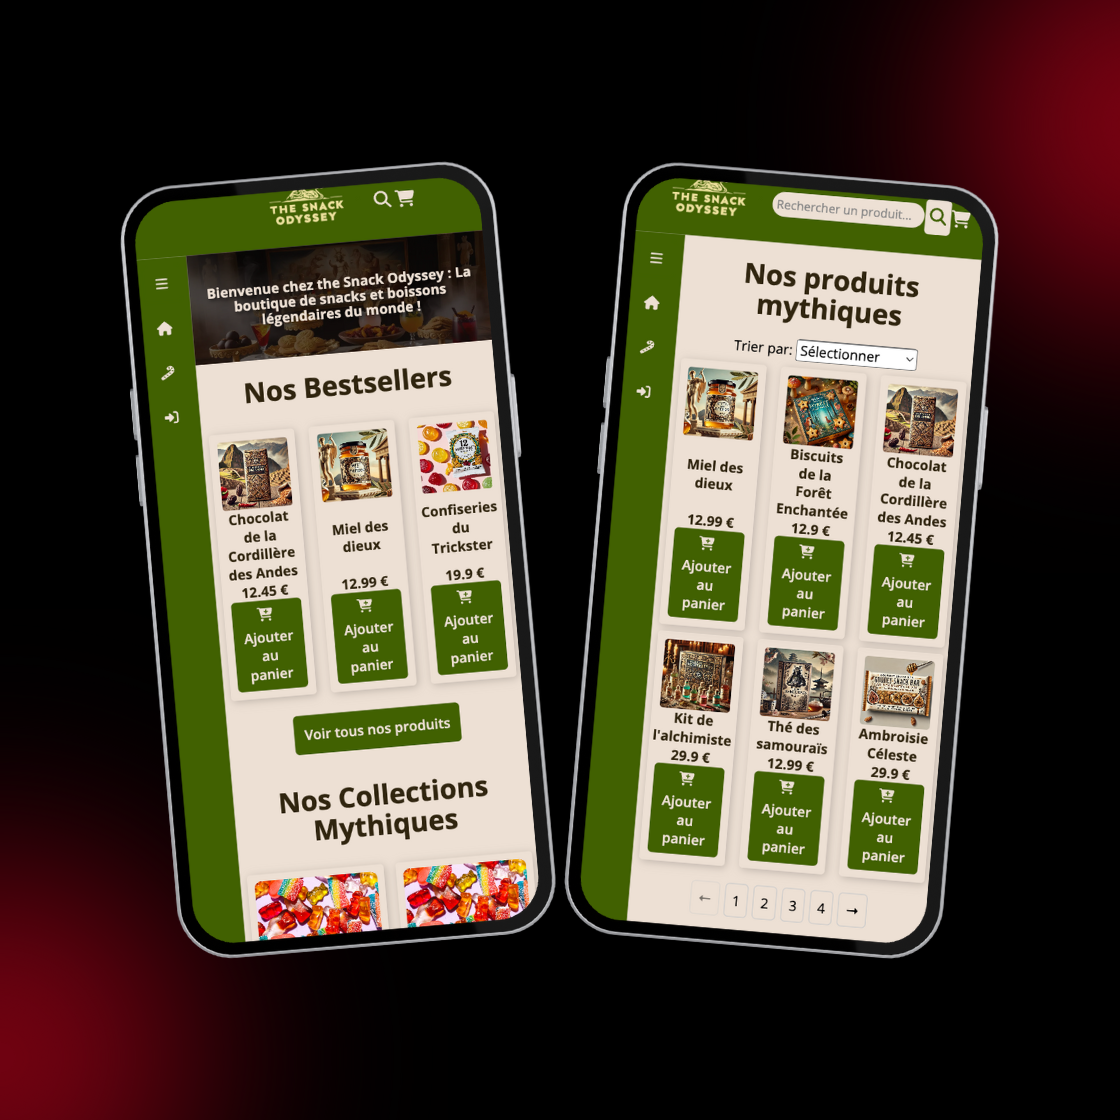 THE SNACK
ODYSSEY
Bienvenue chez the Snack Odyssey : La
boutique de snacks et boissons
légendaires du monde !
Nos Bestsellers
Chocolat
de la
Cordillère
des Andes
12.45 €
Ajouter
au
panier
Miel des
dieux
12.99 €
Ajouter
au
panier
12
Confiseries
du
Trickster
19.9 €
Ajouter
au
panier
Voir tous nos produits
Nos Collections
Mythiques
THE SNACK
ODYSSEY
Rechercher un produit...
Nos produits
mythiques
Trier par: Sélectionner
Miel des
dieux
12.99 €
Ajouter
au
panier
Biscuits
de la
Forêt
Enchantée
12.9 €
Ajouter
au
panier
Chocolat
de la
Cordillère
des Andes
12.45 €
Ajouter
au
panier
Kit de
l'alchimiste
29.9 €
Ajouter
au
panier
Thé des
samouraïs
12.99 €
Ajouter
au
panier
Ambroisie
Céleste
29.9 €
Ajouter
au
panier
← 1 2 3 4 →